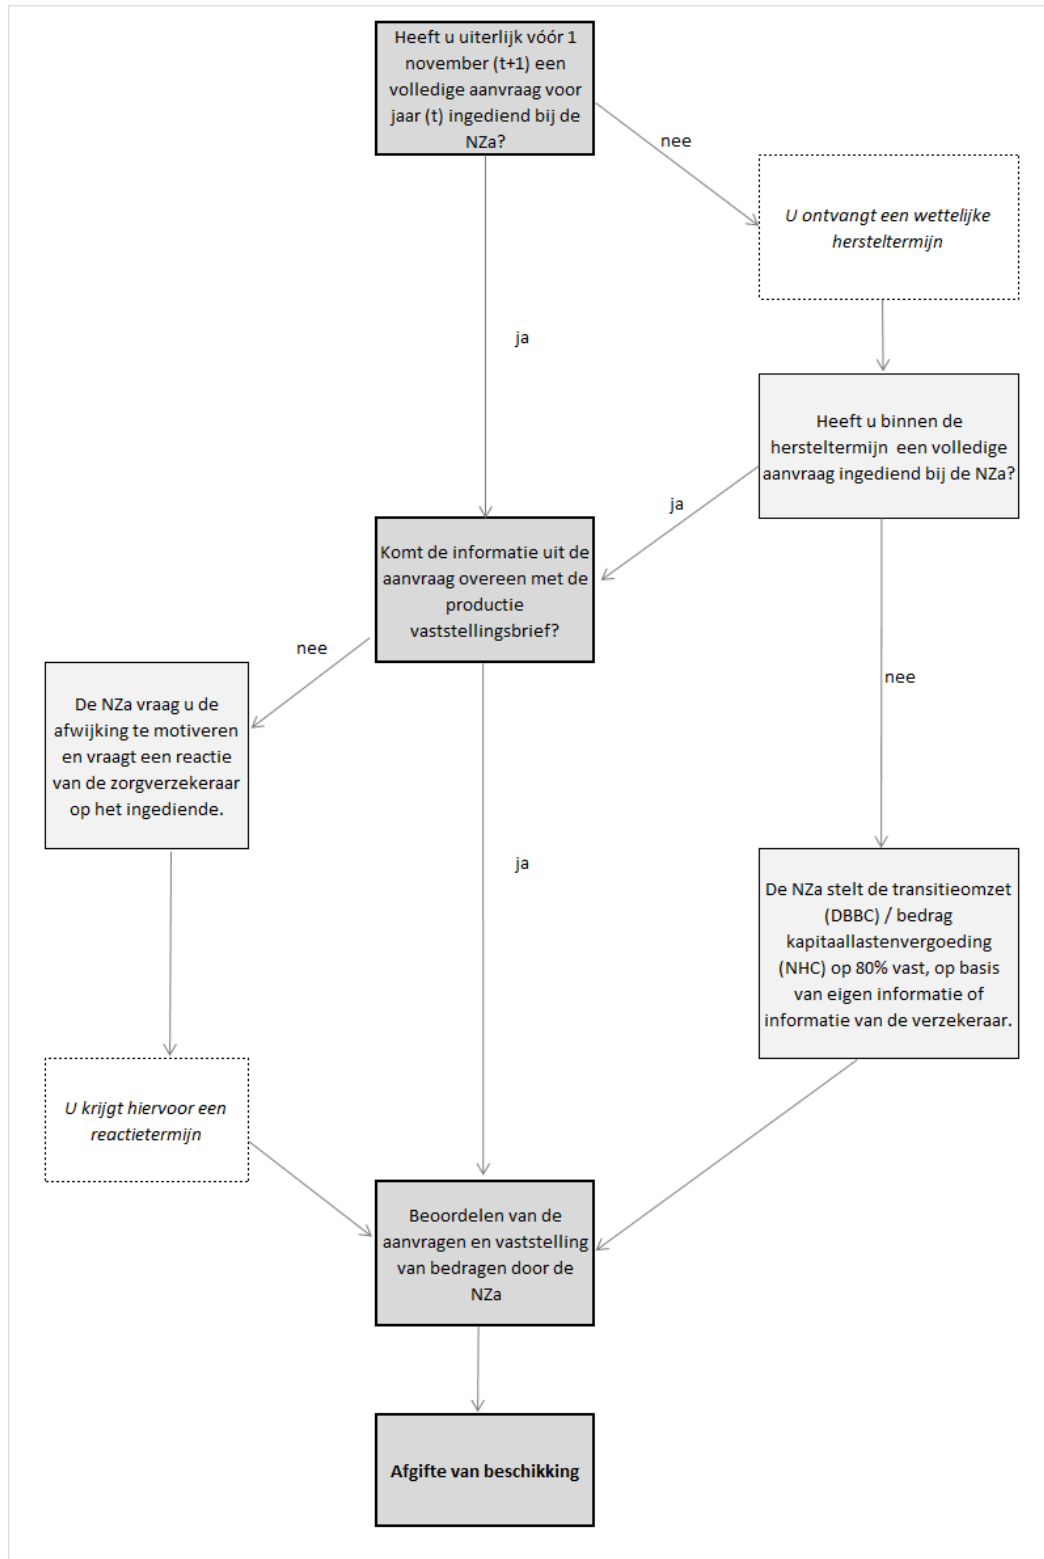 Heeft u uiterlijk vóór 1
november (t+1) een
volledige aanvraag voor
jaar (t) ingediend bij de
NZa?
nee
U ontvangt een wettelijke
hersteltermijn
ja
Heeft u binnen de
hersteltermijn een volledige
aanvraag ingediend bij de NZa?
ja
Komt de informatie uit de
aanvraag overeen met de
productie
vaststellingsbrief?
nee
nee
De NZa vraag u de
afwijking te motiveren
en vraagt een reactie
van de zorgverzekeraar
op het ingediende.
ja
De NZa stelt de transitieomzet
(DBBC) / bedrag
kapitaallastenvergoeding
(NHC) op 80% vast, op basis
van eigen informatie of
informatie van de verzekeraar.
U krijgt hiervoor een
reactietermijn
Beoordelen van de
aanvragen en vaststelling
van bedragen door de
NZa
Afgifte van beschikking